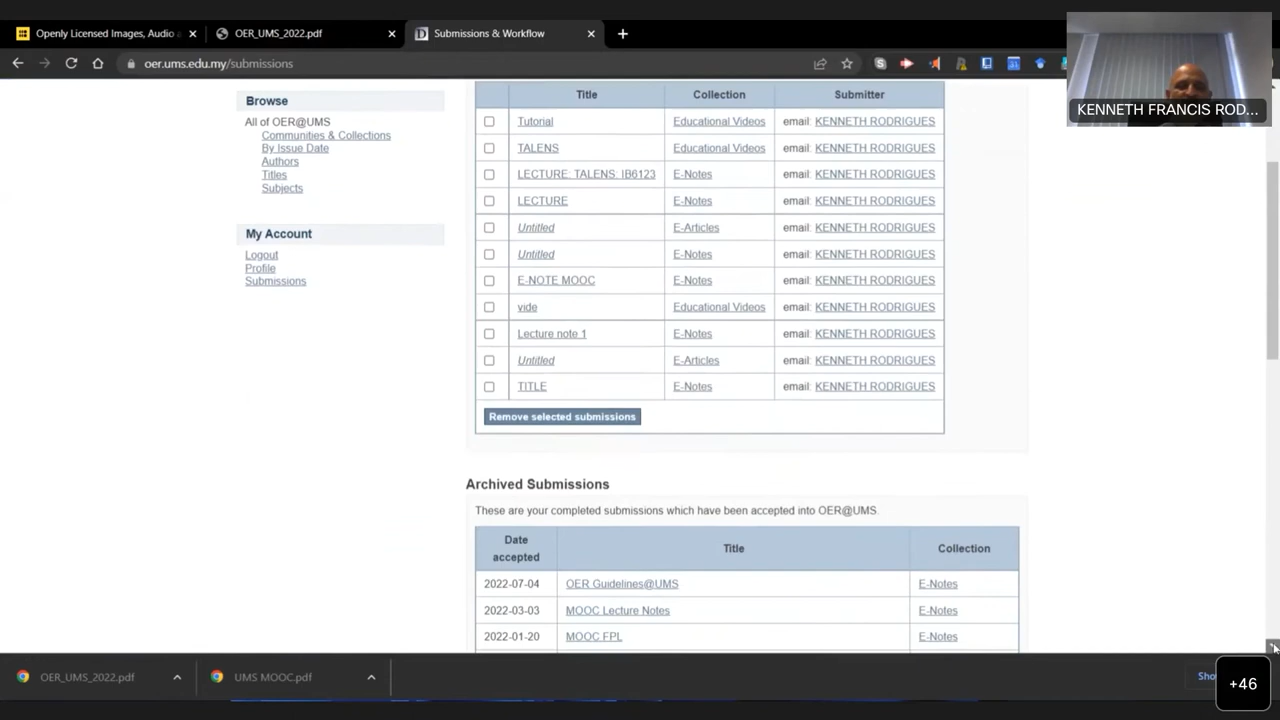 Openly Licensed Images, Audio a
OER_UMS_2022.pdf
Submissions & Workflow
oer.ums.edu.my/submissions
KENNETH FRANCIS ROD...
Browse
All of OER@UMS
Communities & Collections
By Issue Date
Authors
Titles
Subjects
My Account
Logout
Profile
Submissions
Title Collection Submitter
Tutorial Educational Videos email: KENNETH RODRIGUES
TALENS Educational Videos email: KENNETH RODRIGUES
LECTURE: TALENS: IB6123 E-Notes email: KENNETH RODRIGUES
LECTURE E-Notes email: KENNETH RODRIGUES
Untitled E-Articles email: KENNETH RODRIGUES
Untitled E-Notes email: KENNETH RODRIGUES
E-NOTE MOOC E-Notes email: KENNETH RODRIGUES
vide Educational Videos email: KENNETH RODRIGUES
Lecture note 1 E-Notes email: KENNETH RODRIGUES
Untitled E-Articles email: KENNETH RODRIGUES
TITLE E-Notes email: KENNETH RODRIGUES
Remove selected submissions
Archived Submissions
These are your completed submissions which have been accepted into OER@UMS.
Date
accepted
Title
Collection
2022-07-04 OER Guidelines@UMS E-Notes
2022-03-03 MOOC Lecture Notes E-Notes
2022-01-20 MOOC FPL E-Notes
OER_UMS_2022.pdf
UMS MOOC.pdf
Sho
+46